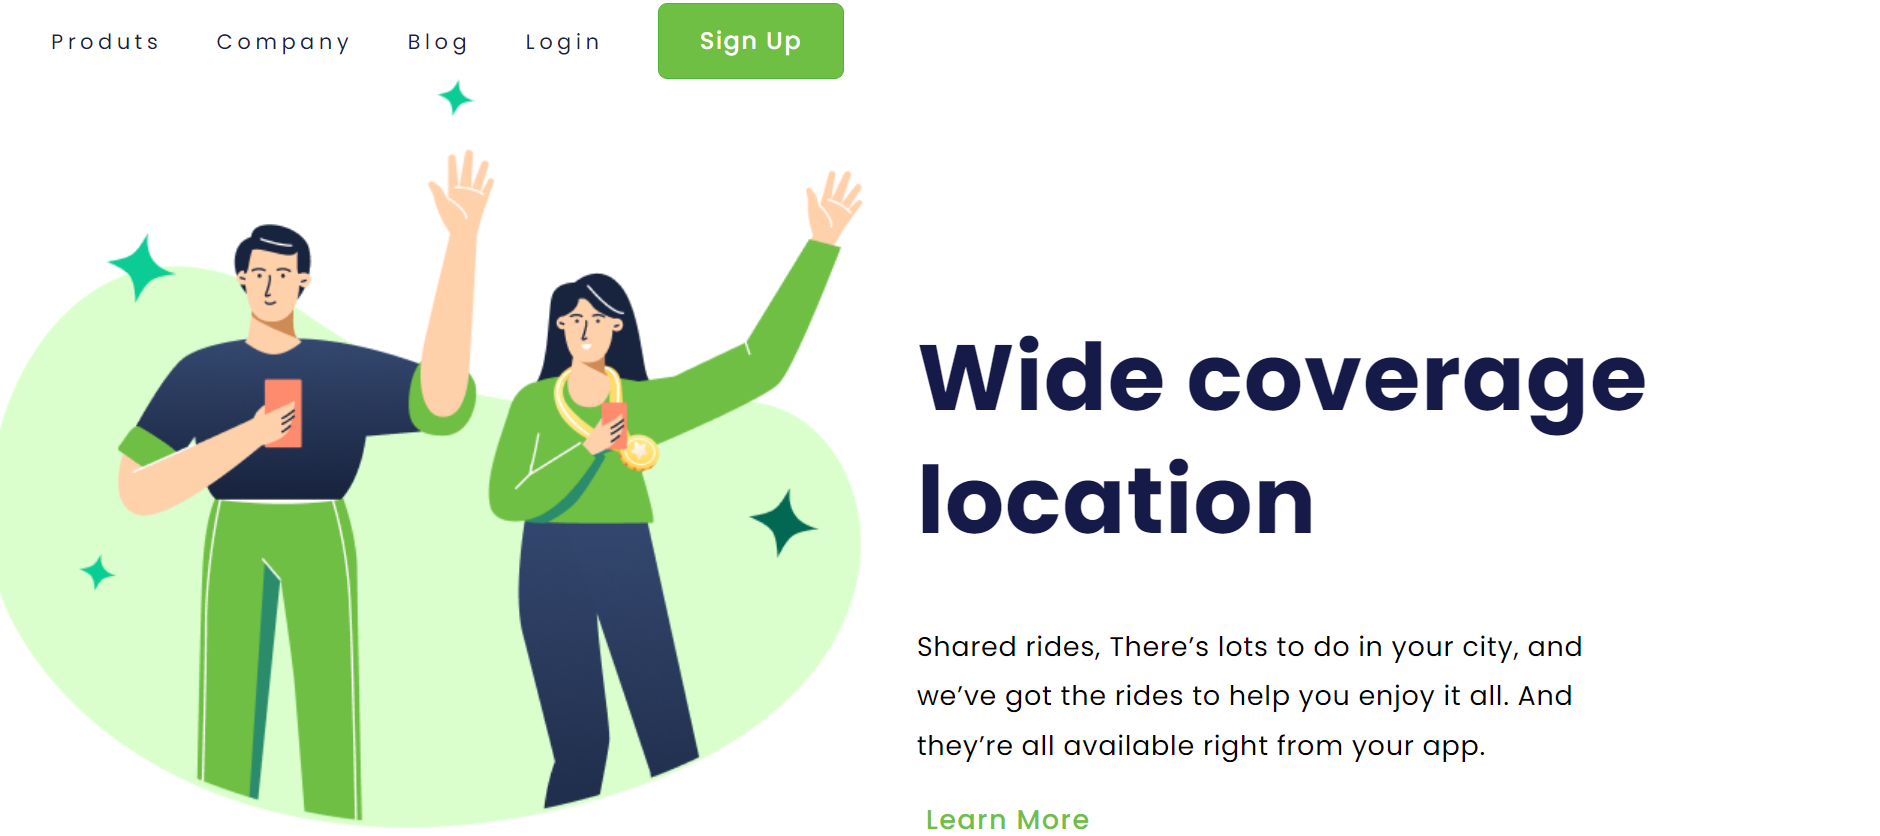 Produts Company Blog Login Sign Up
Wide coverage
location
Shared rides, There’s lots to do in your city, and
we’ve got the rides to help you enjoy it all. And
they’re all available right from your app.
Learn More